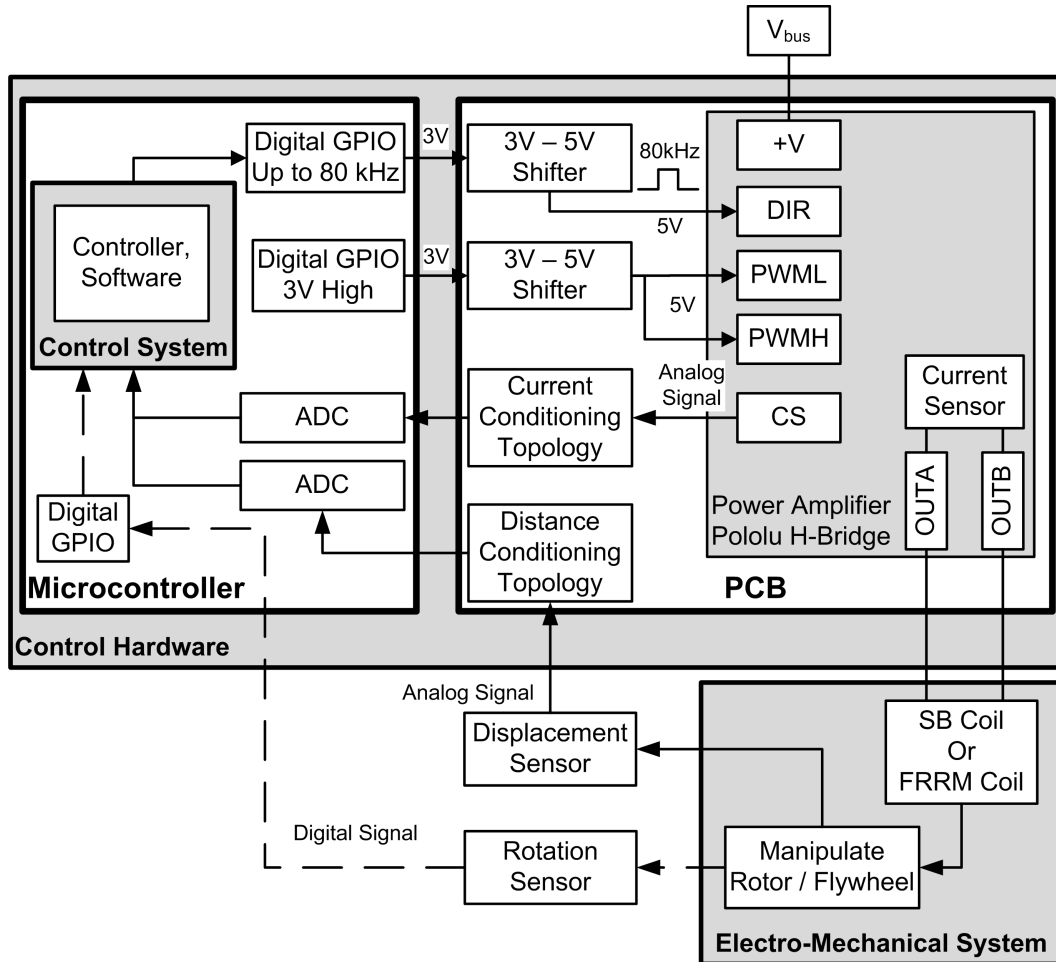 Vbus
Digital GPIO
Up to 80 kHz
3V
3V – 5V
Shifter
80kHz
+V
DIR
5V
Controller,
Software
Control System
Digital GPIO
3V High
3V
3V – 5V
Shifter
5V
PWML
PWMH
Analog
Signal
CS
Current
Conditioning
Topology
ADC
ADC
Current
Sensor
OUTA
OUTB
Digital
GPIO
Distance
Conditioning
Topology
Power Amplifier
Pololu H-Bridge
Microcontroller
PCB
Control Hardware
Analog Signal
Displacement
Sensor
SB Coil
Or
FRRM Coil
Digital Signal
Rotation
Sensor
Manipulate
Rotor / Flywheel
Electro-Mechanical System